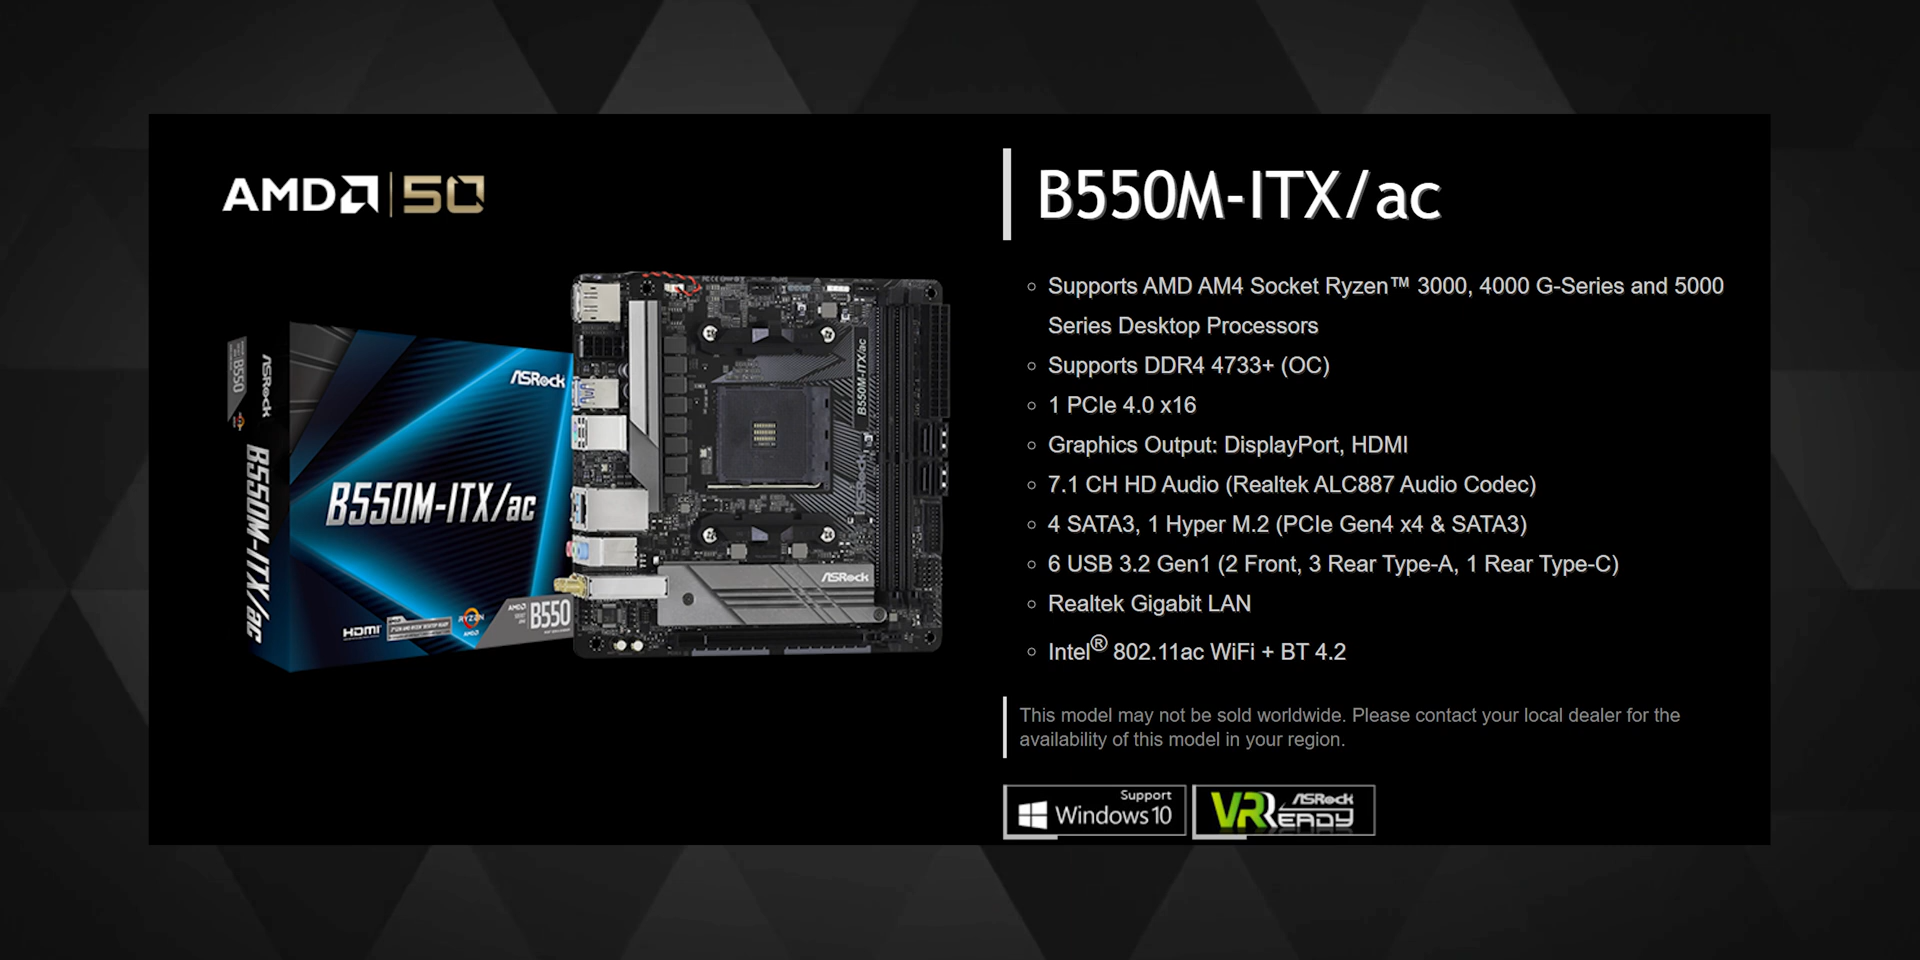 AMD 50
B550M-ITX/ac
Supports AMD AM4 Socket Ryzen™ 3000, 4000 G-Series and 5000
Series Desktop Processors
Supports DDR4 4733+ (OC)
1 PCIe 4.0 x16
Graphics Output: DisplayPort, HDMI
7.1 CH HD Audio (Realtek ALC887 Audio Codec)
4 SATA3, 1 Hyper M.2 (PCIe Gen4 x4 & SATA3)
6 USB 3.2 Gen1 (2 Front, 3 Rear Type-A, 1 Rear Type-C)
Realtek Gigabit LAN
Intel® 802.11ac WiFi + BT 4.2
This model may not be sold worldwide. Please contact your local dealer for the
availability of this model in your region.
Support
Windows 10
ASRock
VR READY
B550
ASRock
B550M-ITX/ac
ASRock
B550M-ITX/ac
HDMI
RYZEN
AMD
AMD
B550
B550M-ITX/ac
ASRock
ASRock